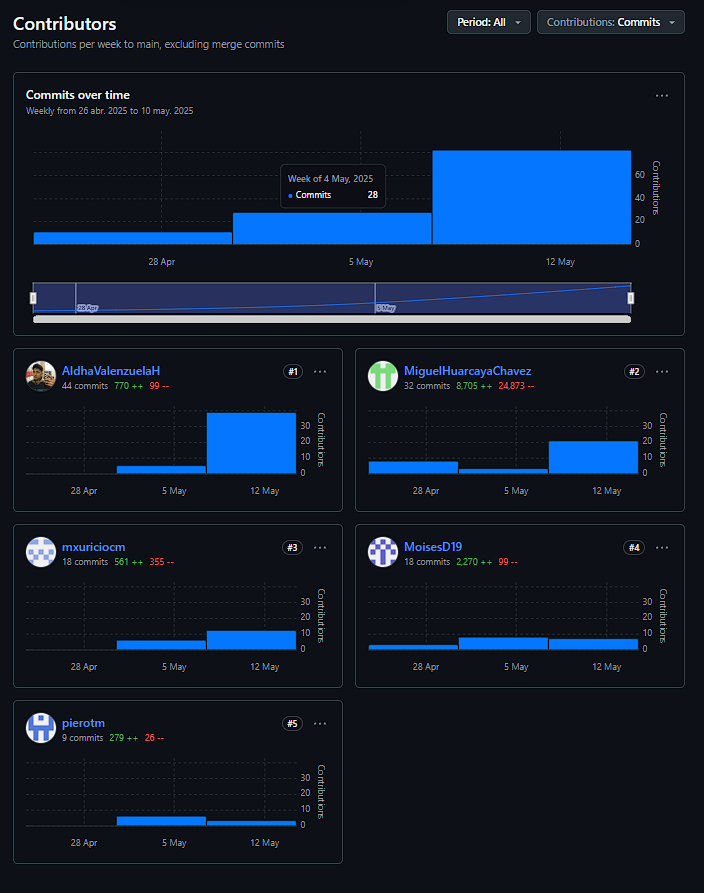 Contributors
Period: All
Contributions: Commits
Contributions per week to main, excluding merge commits
Commits over time
Weekly from 26 abr. 2025 to 10 may. 2025
Week of 4 May, 2025
Commits 28
60
40
20
0
Contributions
28 Apr 5 May 12 May
28 Apr 5 May
AldhaValenzuelaH #1
44 commits 770 ++ 99 --
30
20
10
0
Contributions
28 Apr 5 May 12 May
MiguelHuarcayaChavez #2
32 commits 8,705 ++ 24,873 --
30
20
10
0
Contributions
28 Apr 5 May 12 May
mxuriciocm #3
18 commits 561 ++ 355 --
30
20
10
0
Contributions
28 Apr 5 May 12 May
MoisesD19 #4
18 commits 2,270 ++ 99 --
30
20
10
0
Contributions
28 Apr 5 May 12 May
pierotm #5
9 commits 279 ++ 26 --
30
20
10
0
Contributions
28 Apr 5 May 12 May